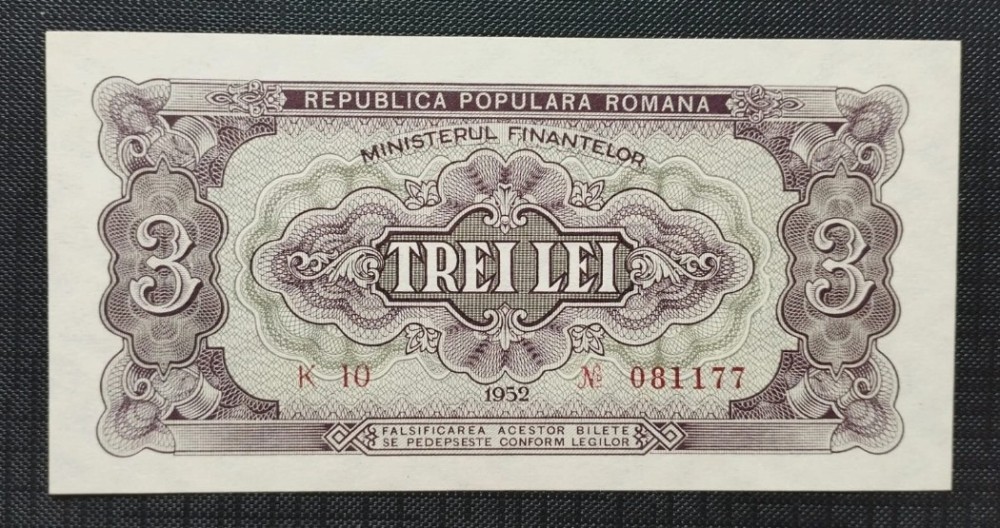 REPUBLICA POPULARA ROMANA
MINISTERUL FINANTELOR
3 TREI LEI 3
K 10 № 081177
1952
FALSIFICAREA ACESTOR BILETE
SE PEDEPSESTE CONFORM LEGILOR